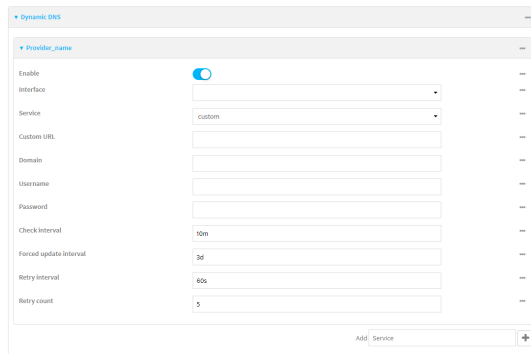 Dynamic DNS
Provider_name
Enable
Interface
Service custom
Custom URL
Domain
Username
Password
Check interval 10m
Forced update interval 3d
Retry interval 60s
Retry count 5
Add Service